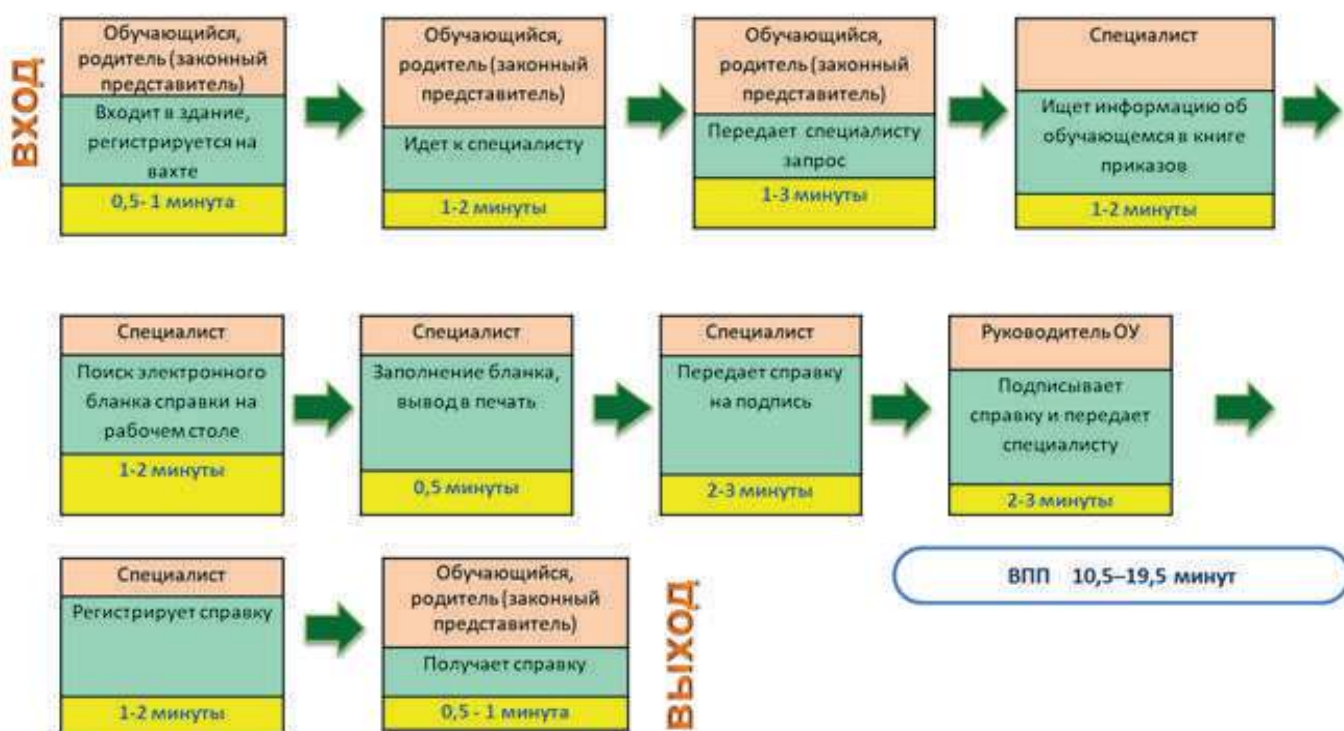 ВХОД
Обучающийся,
родитель (законный
представитель)
Входит в здание,
регистрируется на
вахте
0,5- 1 минута
Обучающийся,
родитель (законный
представитель)
Идет к специалисту
1-2 минуты
Обучающийся,
родитель (законный
представитель)
Передает специалисту
запрос
1-3 минуты
Специалист
Ищет информацию об
обучающемся в книге
приказов
1-2 минуты
Специалист
Поиск электронного
бланка справки на
рабочем столе
1-2 минуты
Специалист
Заполнение бланка,
вывод в печать
0,5 минуты
Специалист
Передает справку
на подпись
2-3 минуты
Руководитель ОУ
Подписывает
справку и передает
специалисту
2-3 минуты
Специалист
Регистрирует справку
1-2 минуты
Обучающийся,
родитель (законный
представитель)
Получает справку
0,5 - 1 минута
ВЫХОД
ВПП 10,5–19,5 минут